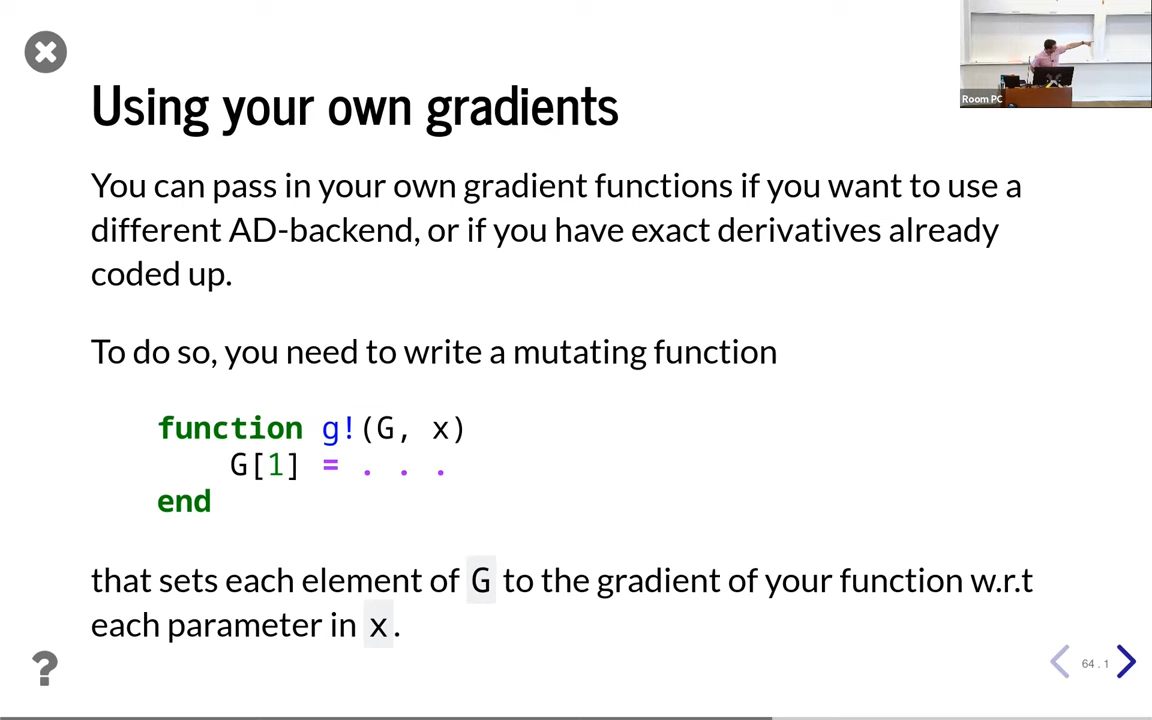 Using your own gradients
Room PC
You can pass in your own gradient functions if you want to use a
different AD-backend, or if you have exact derivatives already
coded up.
To do so, you need to write a mutating function
function g!(G, x)
G[1] = . . .
end
that sets each element of G to the gradient of your function w.r.t
each parameter in x.
?
64 . 1